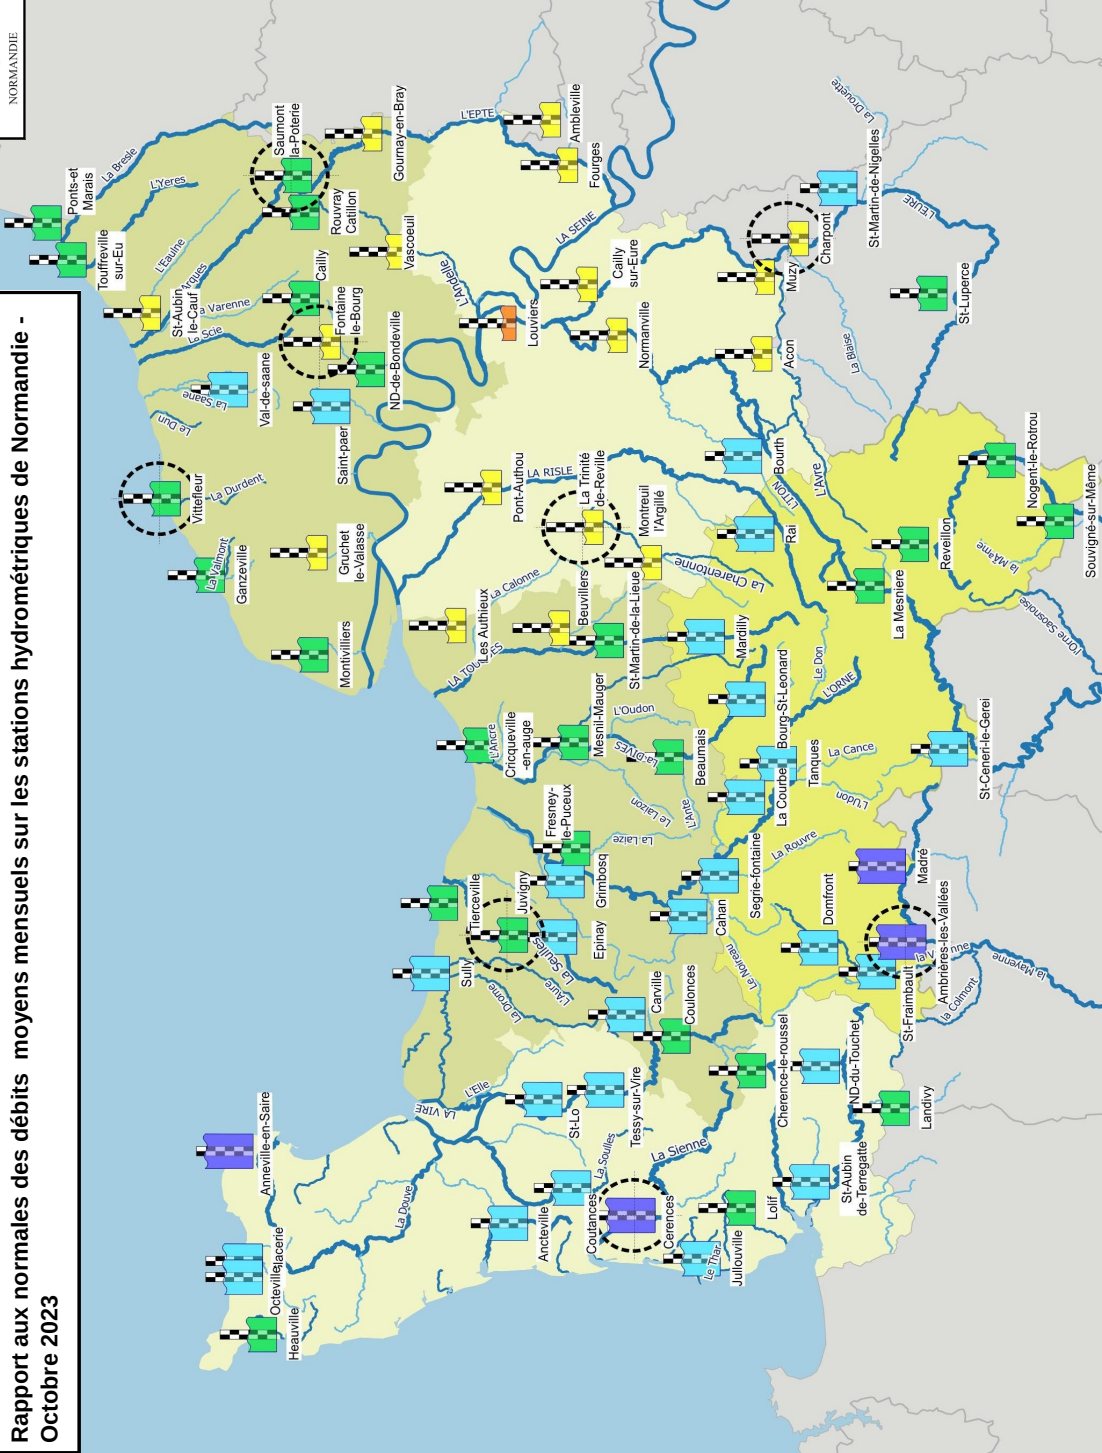 Rapport aux normales des débits moyens mensuels sur les stations hydrométriques de Normandie -
Octobre 2023
NORMANDIE
Ponts-et
Marais
La Bresle
Touffreville
sur-Eu
L'Yeres
Saumont
la-Poterie
Gournay-en-Bray
L'EPTE
Ambleville
Fourges
La Drouette
St-Martin-de-Nigelles
L'EURE
Charpont
Muzy
Rouvray
Catillon
Vascoeuil
L'Andelle
LA SEINE
L'Eaulne
Arques
St-Aubin
le-Cauf
La Varenne
Cailly
Cailly
sur-Eure
Louviers
Normanville
La Scie
Fontaine
le-Bourg
ND-de-Bondeville
Acon
La Blaise
St-Luperce
La Saane
Val-de-saane
Saint-paer
Le Dun
Vittefleur
La Durdent
Port-Authou
LA RISLE
La Trinité
de-Reville
Montreuil
l'Argillé
Bourth
L'ITON
L'Avre
Nogent-le-Rotrou
Souvigné-sur-Même
la Même
La Valmont
Ganzeville
Gruchet
le-Valasse
La Calonne
Beuvillers
La Charentonne
Rai
Reveillon
La Mesniere
l'Orne Saosnoise
Montivilliers
Les Authieux
LA TOUQUES
St-Martin-de-la-Lieue
Mardilly
Le Don
L'ORNE
Bourg-St-Leonard
L'Ancre
Cricqueville
-en-auge
Mesnil-Mauger
L'Oudon
La DIVES
Beaumais
La Courbe
Tanques
La Cance
St-Ceneri-le-Gerei
L'Udon
Le Laizon
L'Ante
Fresney-
le-Puceux
La Laize
Grimbosq
Segrie-fontaine
La Rouvre
Madré
Tierceville
Juvigny
Epinay
La Seulles
Cahan
Le Noireau
Domfront
Ambrières-les-Vallées
St-Fraimbault
la Mayenne
la Colmont
Sully
L'Aure
La Drome
Carville
Coulonces
LA VIRE
L'Elle
St-Lo
Tessy-sur-Vire
Cherence-le-roussel
ND-du-Touchet
Landivy
Anneville-en-Saire
La Douve
Ancteville
La Soulles
Coutances
Cerences
La Sienne
Lolif
St-Aubin
de-Terregatte
Le Thar
Jullouville
Octeville
Heauville